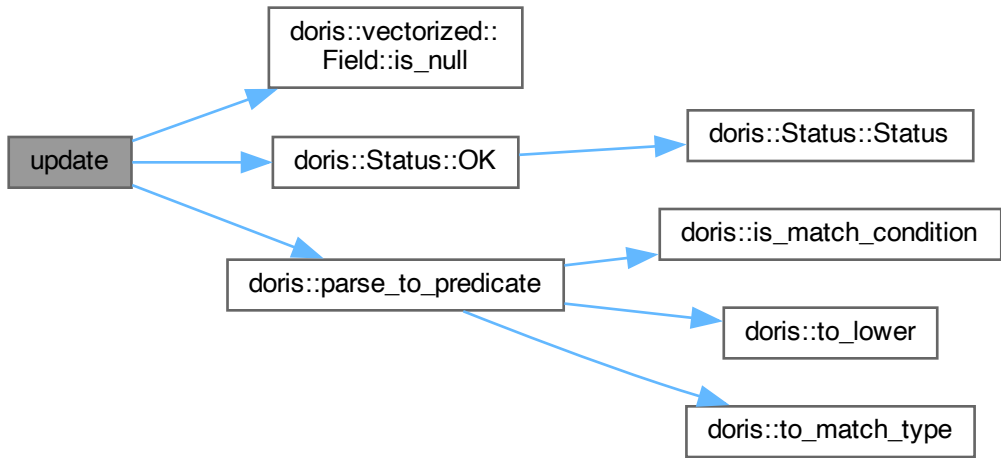 doris::vectorized::
Field::is_null
update
doris::Status::OK
doris::Status::Status
doris::parse_to_predicate
doris::is_match_condition
doris::to_lower
doris::to_match_type